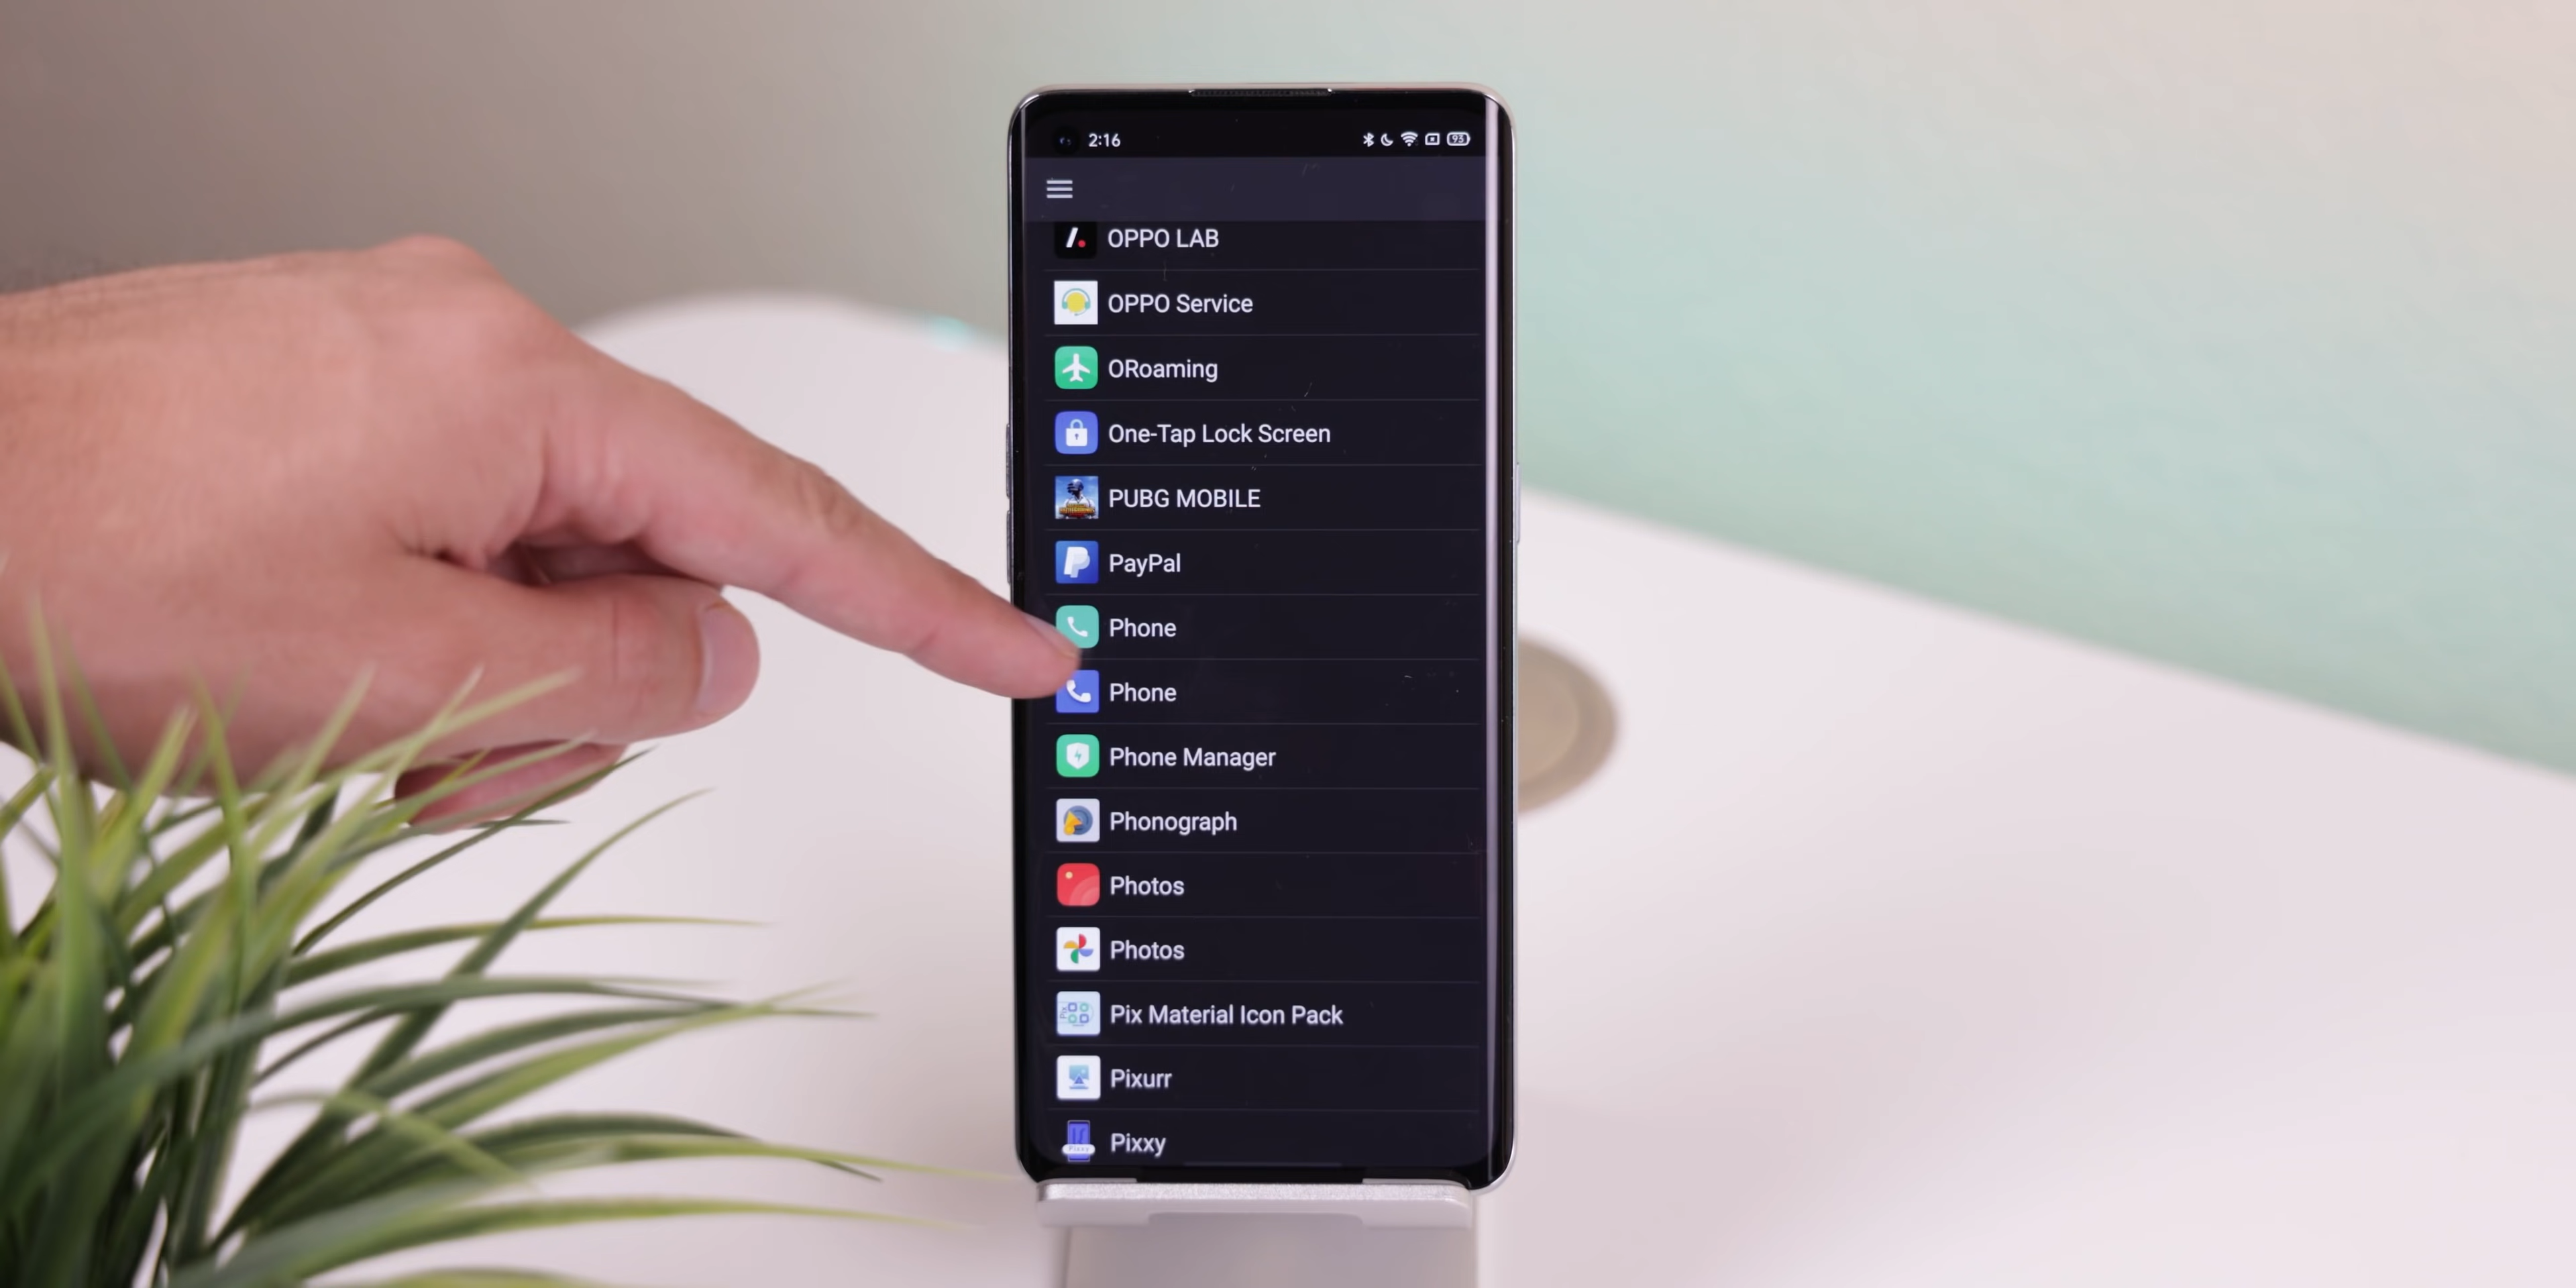 2:16
93
OPPO LAB
OPPO Service
ORoaming
One-Tap Lock Screen
PUBG MOBILE
PayPal
Phone
Phone
Phone Manager
Phonograph
Photos
Photos
Pix Material Icon Pack
Pixurr
Pixxy